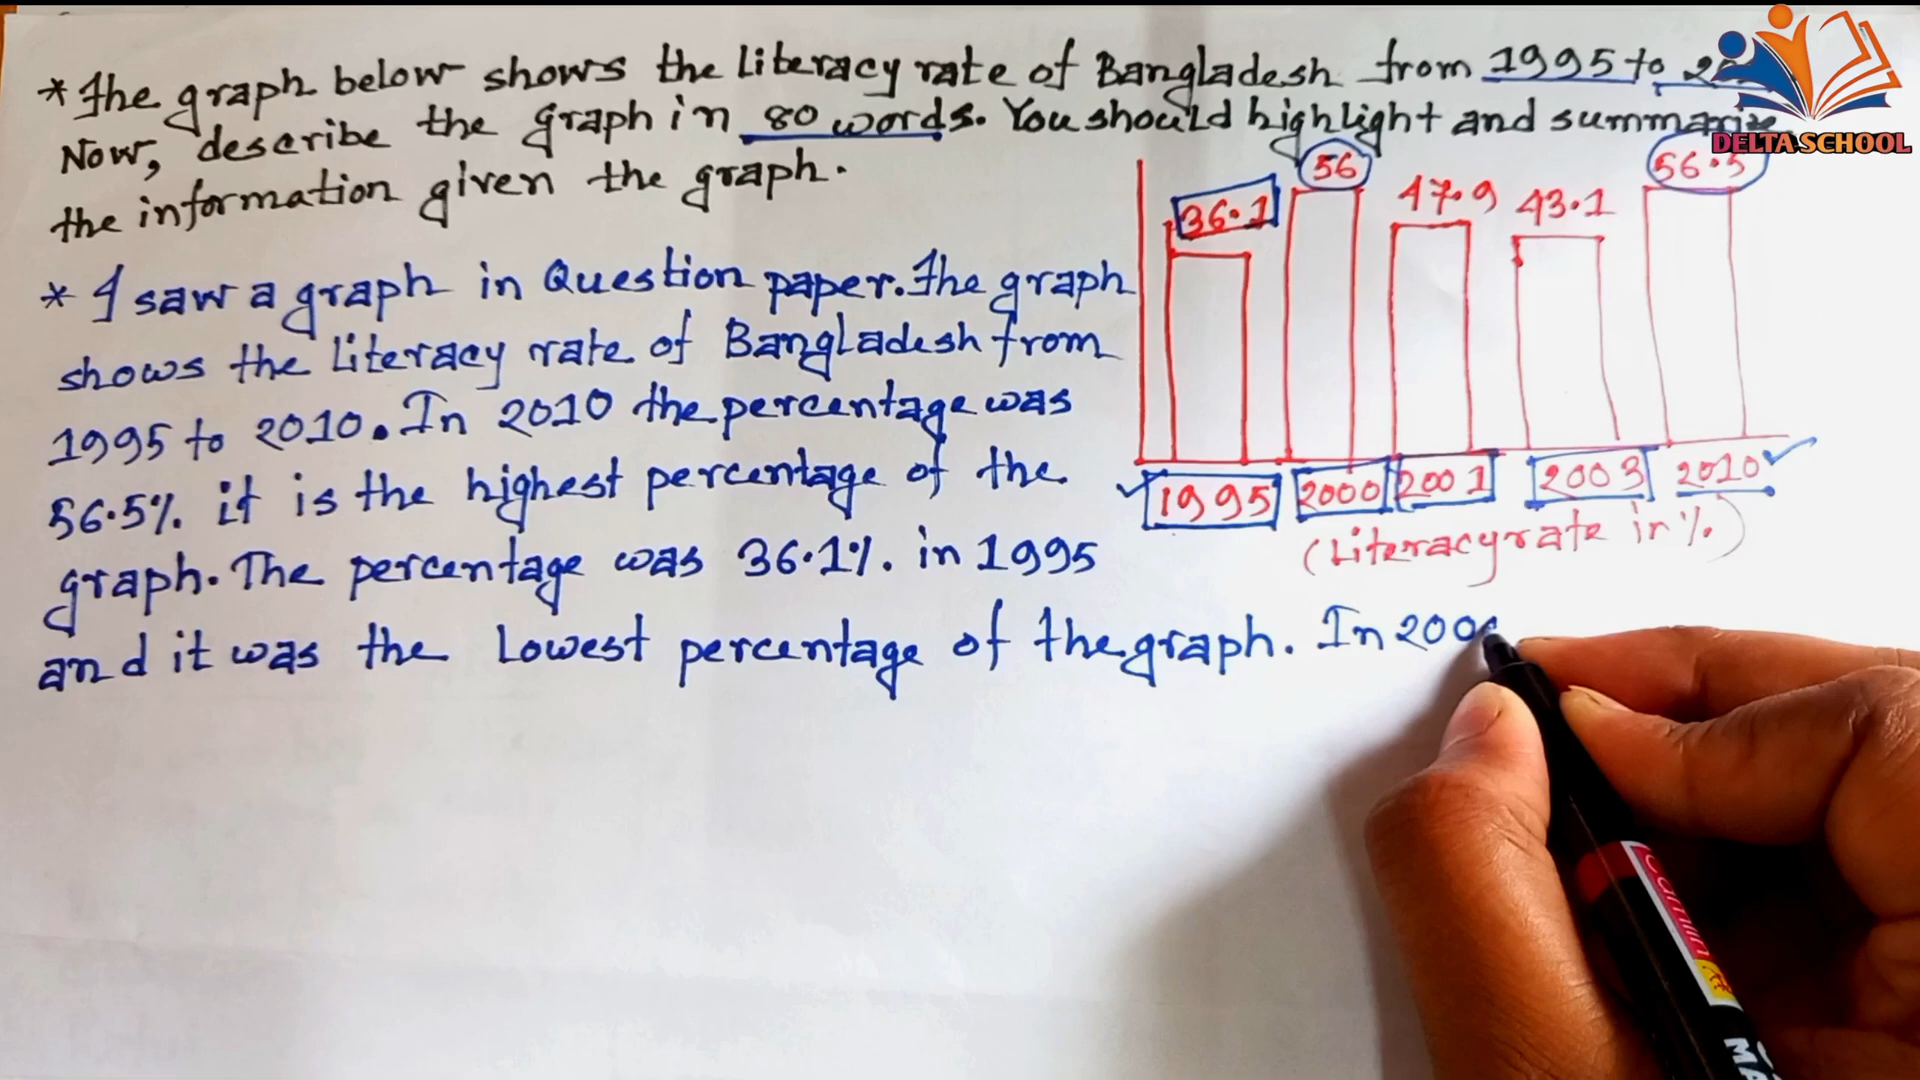 * The graph below shows the literacy rate of Bangladesh from 1995 to
Now, describe the graph in 80 words. You should highlight and summarize
the information given the graph.
DELTA SCHOOL
* I saw a graph in Question paper. The graph
shows the literacy rate of Bangladesh from
1995 to 2010. In 2010 the percentage was
56.5% it is the highest percentage of the
graph. The percentage was 36.1% in 1995
and it was the lowest percentage of the graph. In
36.1 56 47.9 43.1 56.5
1995 2000 2001 2003 2010
(Literacy rate in %)
Camlin